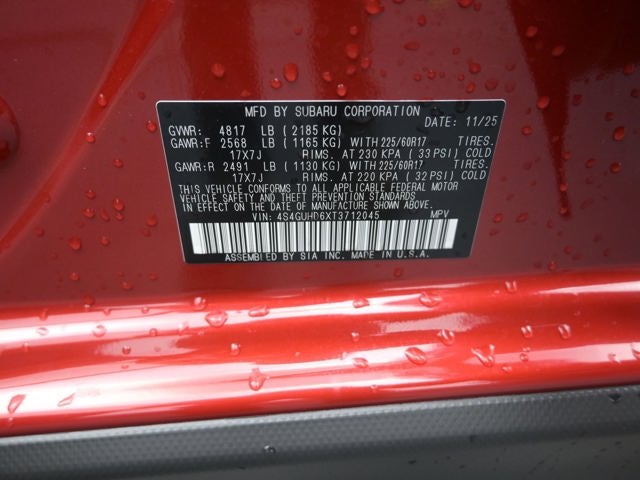 MFD BY SUBARU CORPORATION
GVWR: 4817 LB ( 2185 KG) DATE: 11/25
GAWR:F 2568 LB ( 1165 KG) WITH 225/60R17 TIRES.
17X7J RIMS. AT 230 KPA ( 33 PSI) COLD
GAWR:R 2491 LB ( 1130 KG) WITH 225/60R17 TIRES.
17X7J RIMS. AT 220 KPA ( 32 PSI) COLD
THIS VEHICLE CONFORMS TO ALL APPLICABLE FEDERAL MOTOR
VEHICLE SAFETY AND THEFT PREVENTION STANDARDS
IN EFFECT ON THE DATE OF MANUFACTURE SHOWN ABOVE.
VIN: 4S4GUHD6XT3712045 MPV
ASSEMBLED BY SIA INC. MADE IN U.S.A.